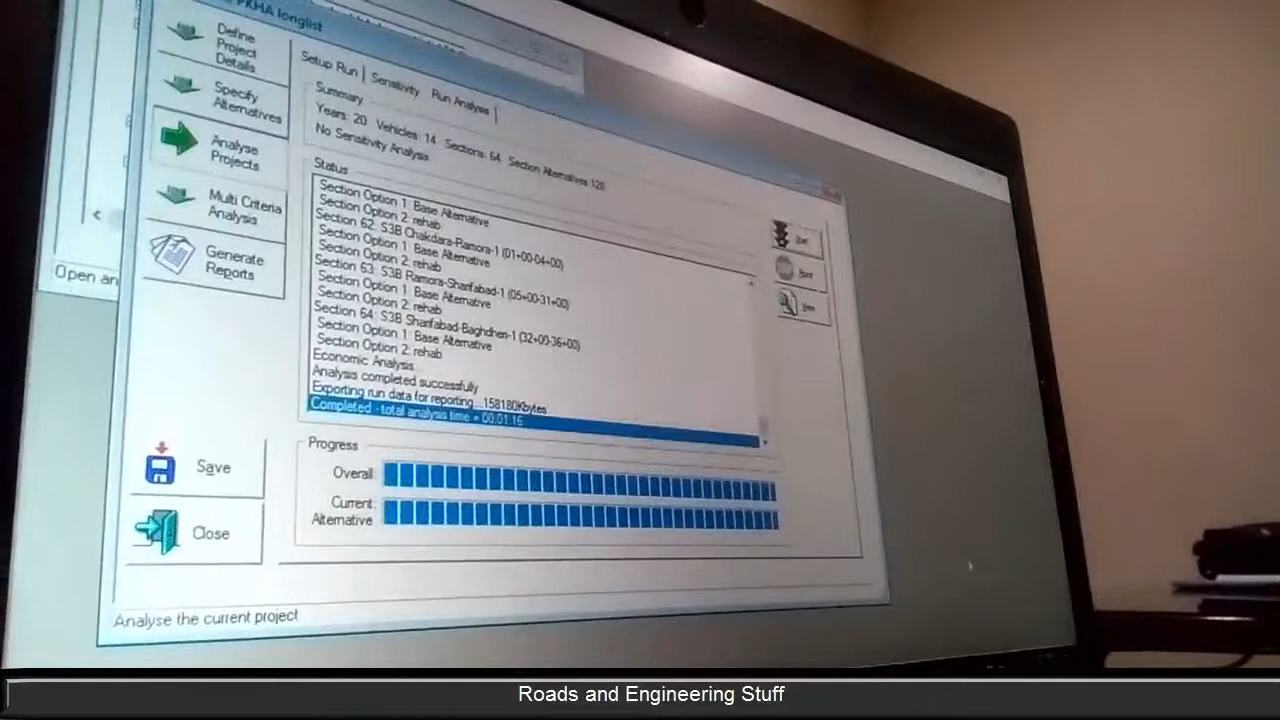 PKHA longlist
Define
Project
Details
Specify
Alternatives
Analyse
Projects
Multi Criteria
Analysis
Generate
Reports
Save
Close
Setup Run
Sensitivity
Run Analysis
Summary
Years: 20 Vehicles: 14 Sections: 64 Section Alternatives 128
No Sensitivity Analysis
Status
Section Option 1: Base Alternative
Section Option 2: rehab
Section 62: S3B Chakdara-Ramora-1 (01+00-04+00)
Section Option 1: Base Alternative
Section Option 2: rehab
Section 63: S3B Ramora-Sharifabad-1 (05+00-31+00)
Section Option 1: Base Alternative
Section Option 2: rehab
Section 64: S3B Sharifabad-Baghdheri-1 (32+00-36+00)
Section Option 1: Base Alternative
Section Option 2: rehab
Economic Analysis...
Analysis completed successfully
Exporting run data for reporting...158180Kbytes
Completed - total analysis time = 00:01:16
Progress
Overall:
Current
Alternative
Open an
Analyse the current project
Roads and Engineering Stuff